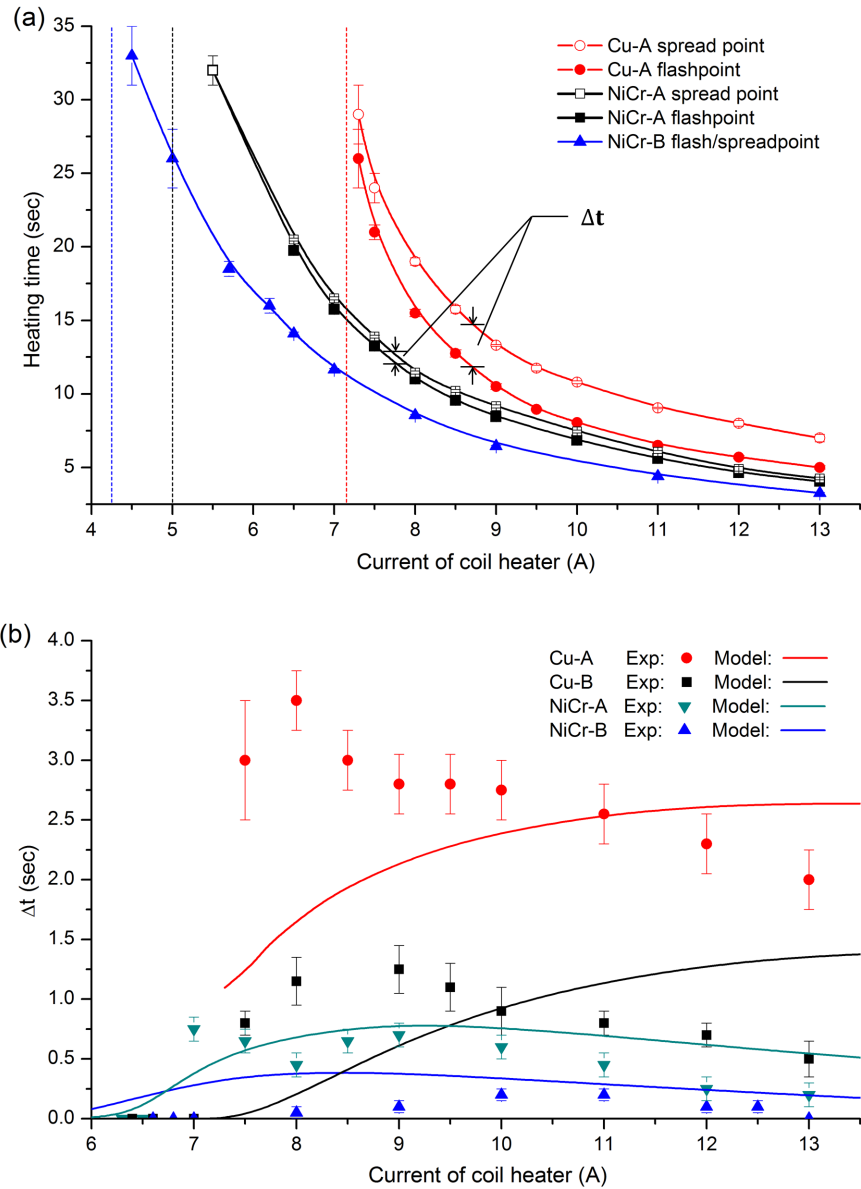 (a)
35
30
25
20
15
10
5
Heating time (sec)
Cu-A spread point
Cu-A flashpoint
NiCr-A spread point
NiCr-A flashpoint
NiCr-B flash/spreadpoint
Δt
4 5 6 7 8 9 10 11 12 13
Current of coil heater (A)
(b)
4.0
3.5
3.0
2.5
2.0
1.5
1.0
0.5
0.0
Δt (sec)
Cu-A Exp: Model:
Cu-B Exp: Model:
NiCr-A Exp: Model:
NiCr-B Exp: Model:
6 7 8 9 10 11 12 13
Current of coil heater (A)